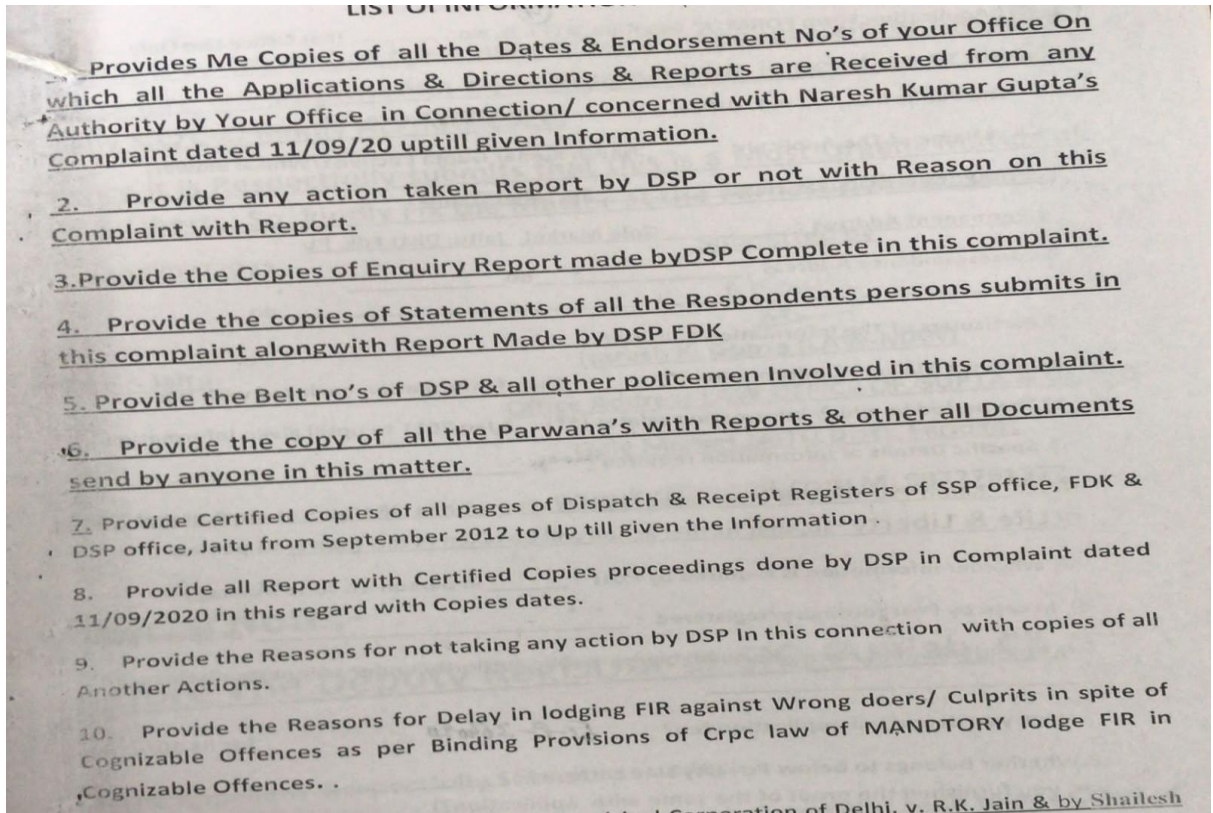 LIST OF INFORMATION
Provides Me Copies of all the Dates & Endorsement No's of your Office On
which all the Applications & Directions & Reports are Received from any
Authority by Your Office in Connection/ concerned with Naresh Kumar Gupta's
Complaint dated 11/09/20 uptill given Information.
2. Provide any action taken Report by DSP or not with Reason on this
Complaint with Report.
3.Provide the Copies of Enquiry Report made byDSP Complete in this complaint.
4. Provide the copies of Statements of all the Respondents persons submits in
this complaint alongwith Report Made by DSP FDK
5. Provide the Belt no's of DSP & all other policemen Involved in this complaint.
6. Provide the copy of all the Parwana's with Reports & other all Documents
send by anyone in this matter.
7. Provide Certified Copies of all pages of Dispatch & Receipt Registers of SSP office, FDK &
DSP office, Jaitu from September 2012 to Up till given the Information.
8. Provide all Report with Certified Copies proceedings done by DSP in Complaint dated
11/09/2020 in this regard with Copies dates.
9. Provide the Reasons for not taking any action by DSP In this connection with copies of all
Another Actions.
10. Provide the Reasons for Delay in lodging FIR against Wrong doers/ Culprits in spite of
Cognizable Offences as per Binding Provisions of Crpc law of MANDTORY lodge FIR in
Cognizable Offences..
Corporation of Delhi. v. R.K. Jain & by Shailesh